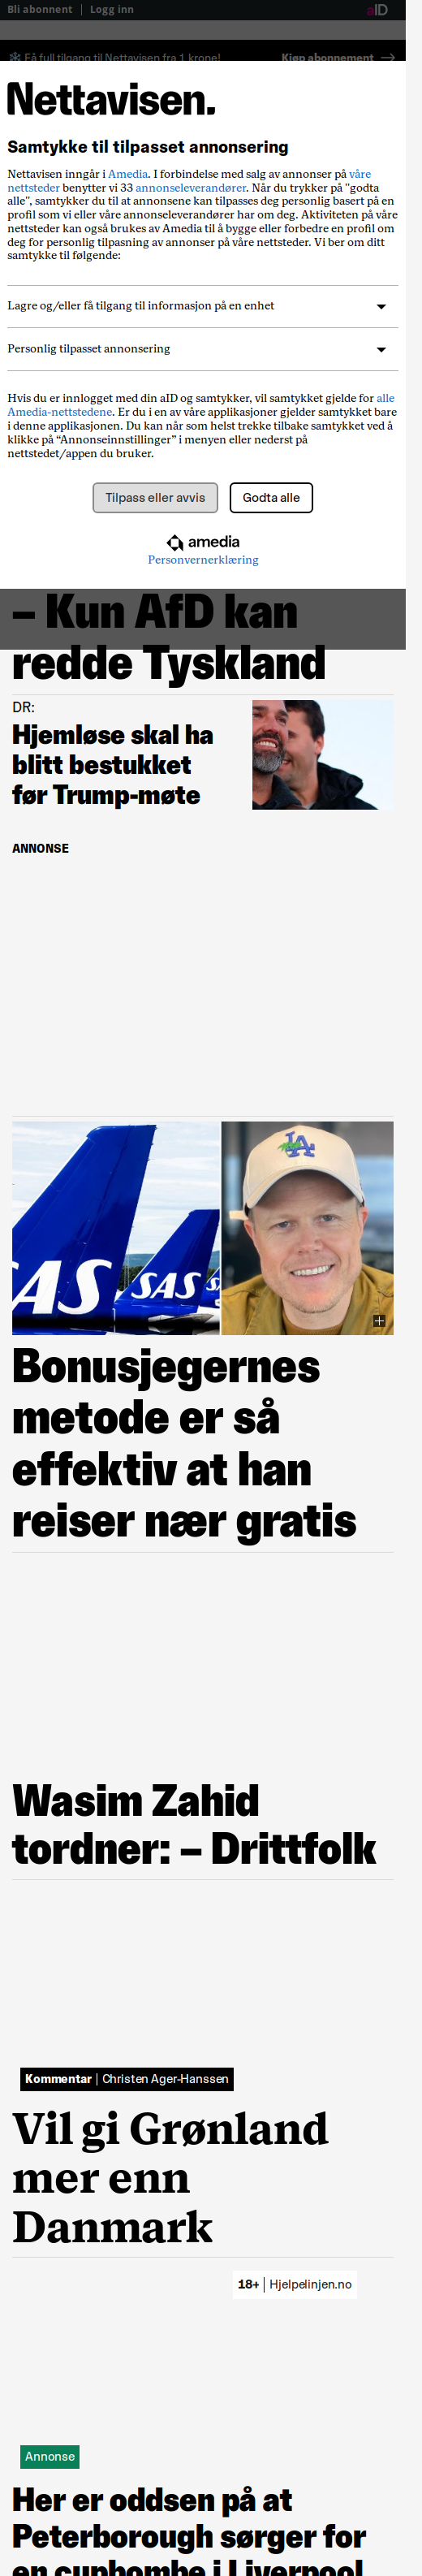 Bli abonnent | Logg inn aID
Få full tilgang til Nettavisen fra 1 krone! Kjøp abonnement
Nettavisen.
Samtykke til tilpasset annonsering
Nettavisen inngår i Amedia. I forbindelse med salg av annonser på våre
nettsteder benytter vi 33 annonseleverandører. Når du trykker på "godta
alle", samtykker du til at annonsene kan tilpasses deg personlig basert på en
profil som vi eller våre annonseleverandører har om deg. Aktiviteten på våre
nettsteder kan også brukes av Amedia til å bygge eller forbedre en profil om
deg for personlig tilpasning av annonser på våre nettsteder. Vi ber om ditt
samtykke til følgende:
Lagre og/eller få tilgang til informasjon på en enhet
Personlig tilpasset annonsering
Hvis du er innlogget med din aID og samtykker, vil samtykket gjelde for alle
Amedia-nettstedene. Er du i en av våre applikasjoner gjelder samtykket bare
i denne applikasjonen. Du kan når som helst trekke tilbake samtykket ved å
klikke på “Annonseinnstillinger” i menyen eller nederst på
nettstedet/appen du bruker.
Tilpass eller avvis Godta alle
amedia
Personvernerklæring
– Kun AfD kan
redde Tyskland
DR:
Hjemløse skal ha
blitt bestukket
før Trump-møte
ANNONSE
SAS SAS S
LA
Bonusjegernes
metode er så
effektiv at han
reiser nær gratis
Wasim Zahid
tordner: – Drittfolk
Kommentar | Christen Ager-Hanssen
Vil gi Grønland
mer enn
Danmark
18+ | Hjelpelinjen.no
Annonse
Her er oddsen på at
Peterborough sørger for
en cupbombe i Liverpool